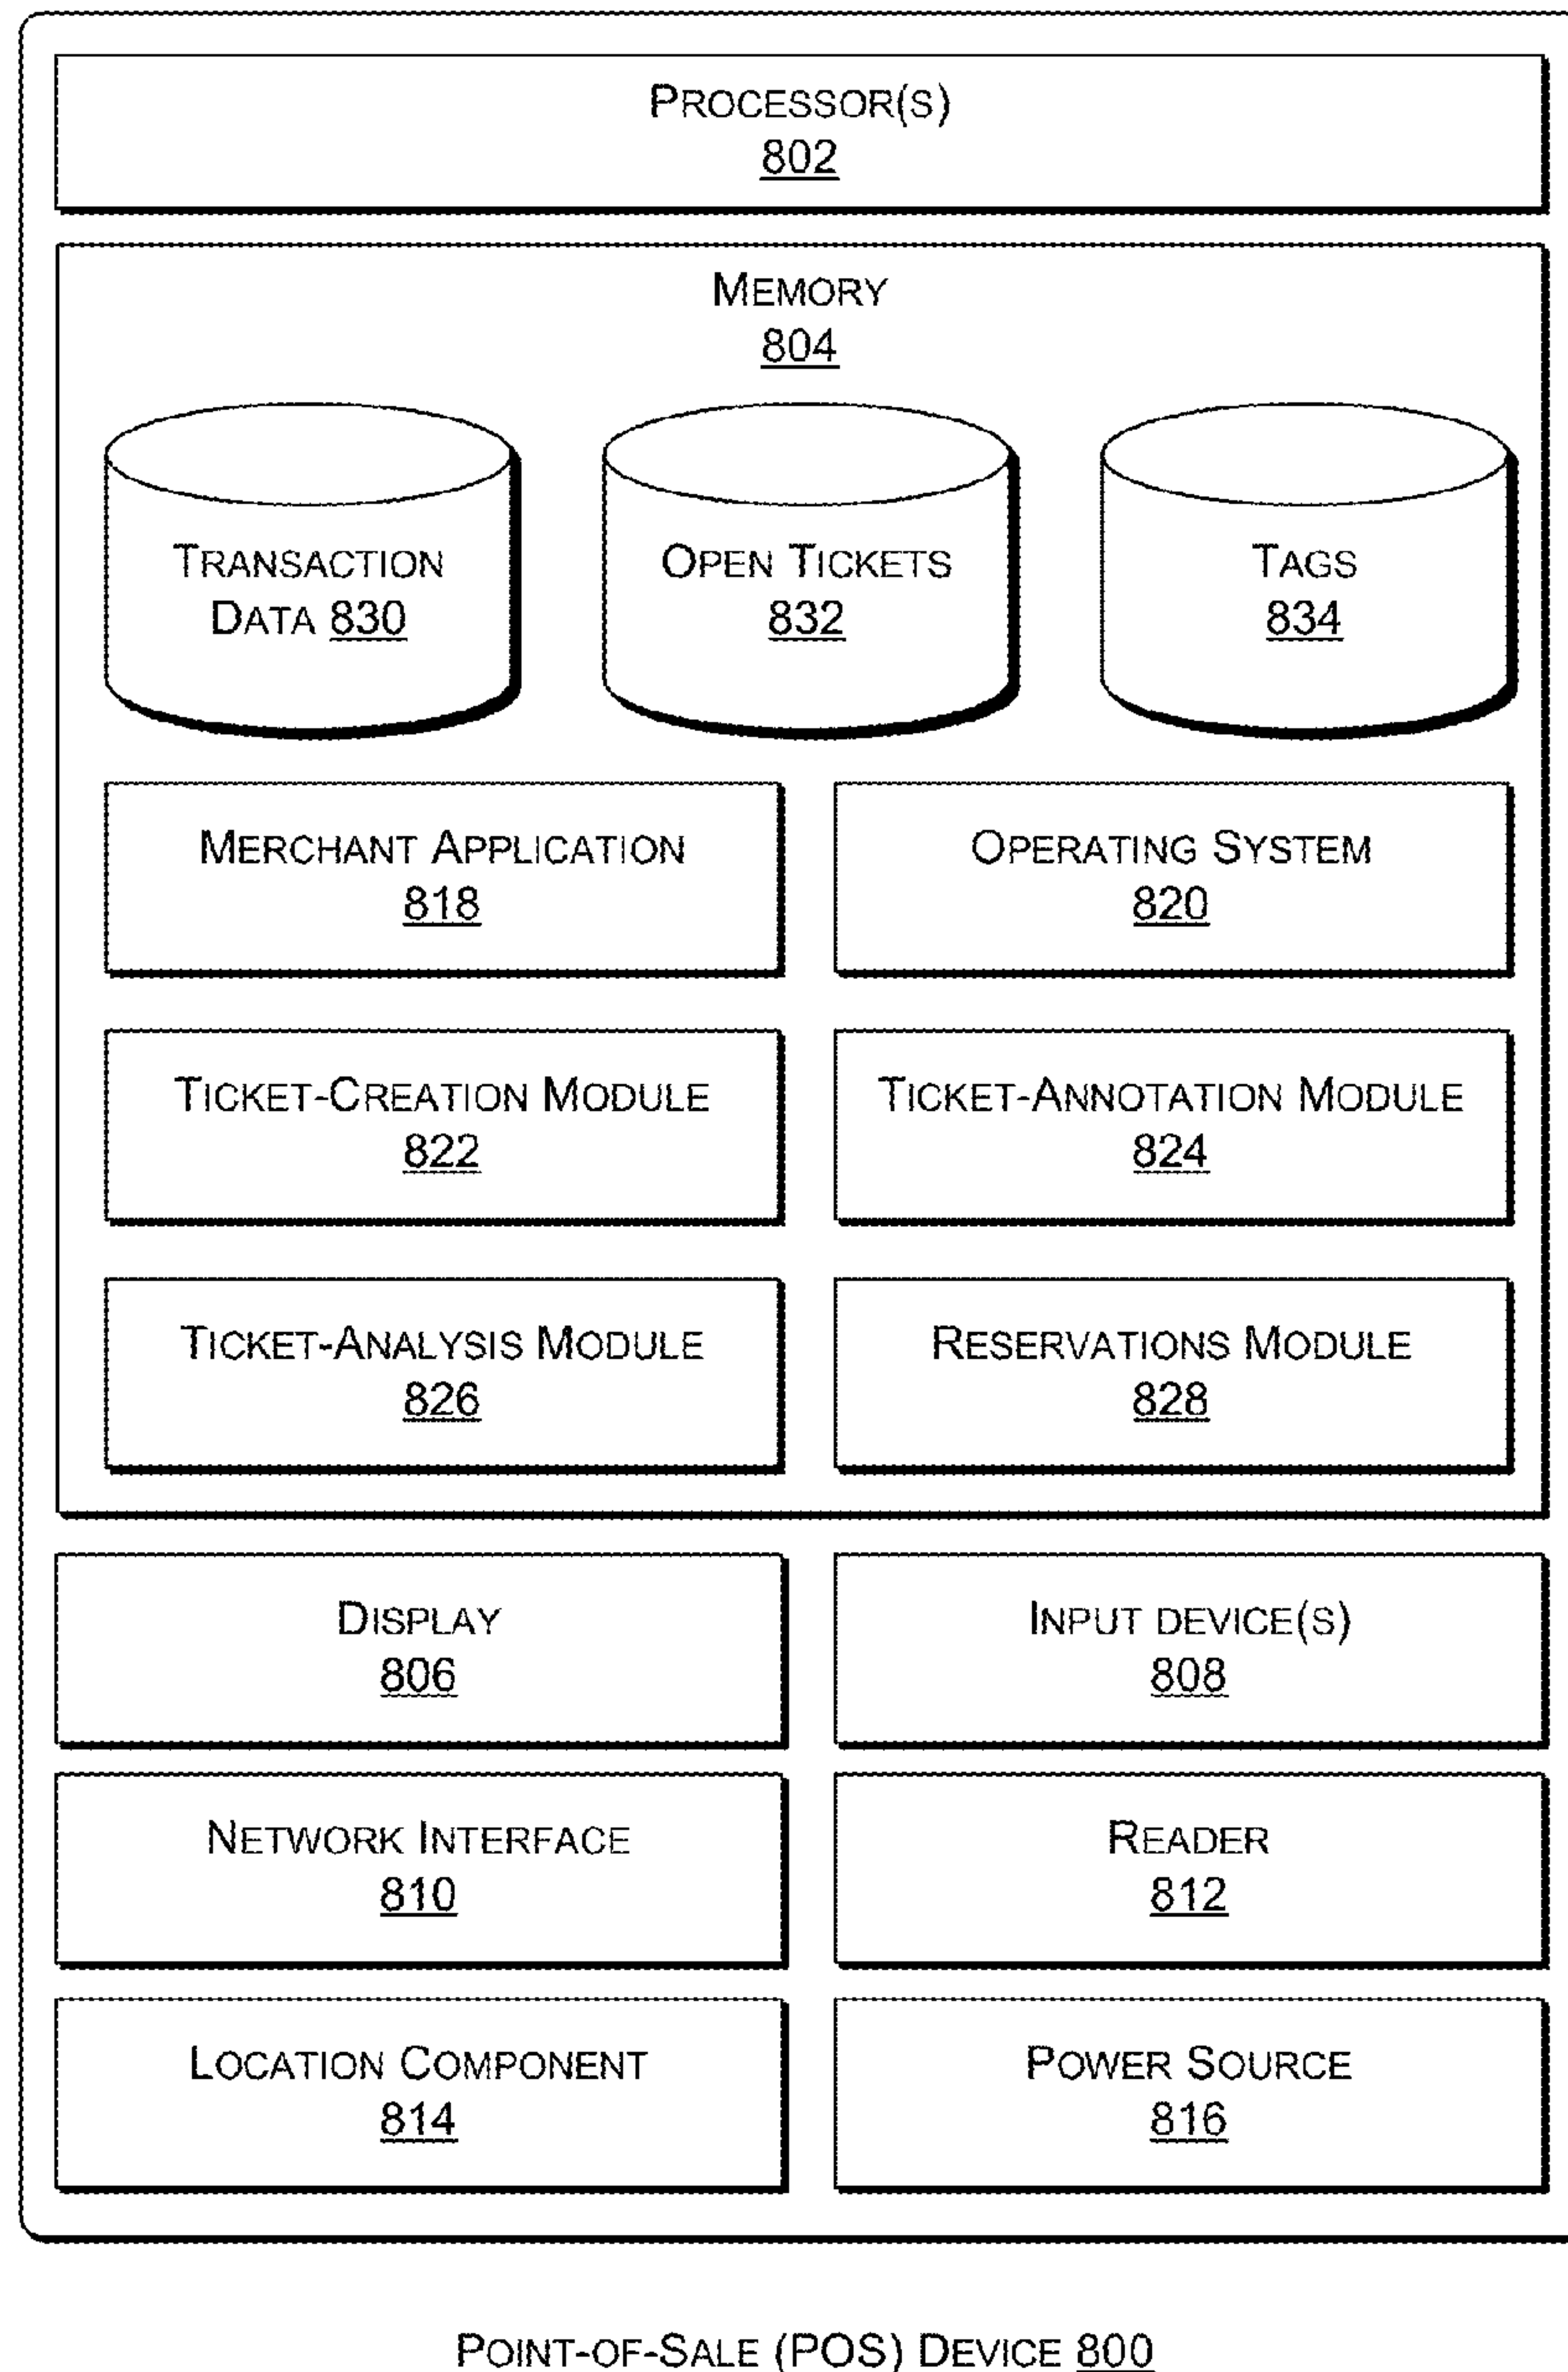 PROCESSOR(S)
802
MEMORY
804
TRANSACTION
DATA 830
OPEN TICKETS
832
TAGS
834
MERCHANT APPLICATION
818
OPERATING SYSTEM
820
TICKET-CREATION MODULE
822
TICKET-ANNOTATION MODULE
824
TICKET-ANALYSIS MODULE
826
RESERVATIONS MODULE
828
DISPLAY
806
INPUT DEVICE(S)
808
NETWORK INTERFACE
810
READER
812
LOCATION COMPONENT
814
POWER SOURCE
816
POINT-OF-SALE (POS) DEVICE 800